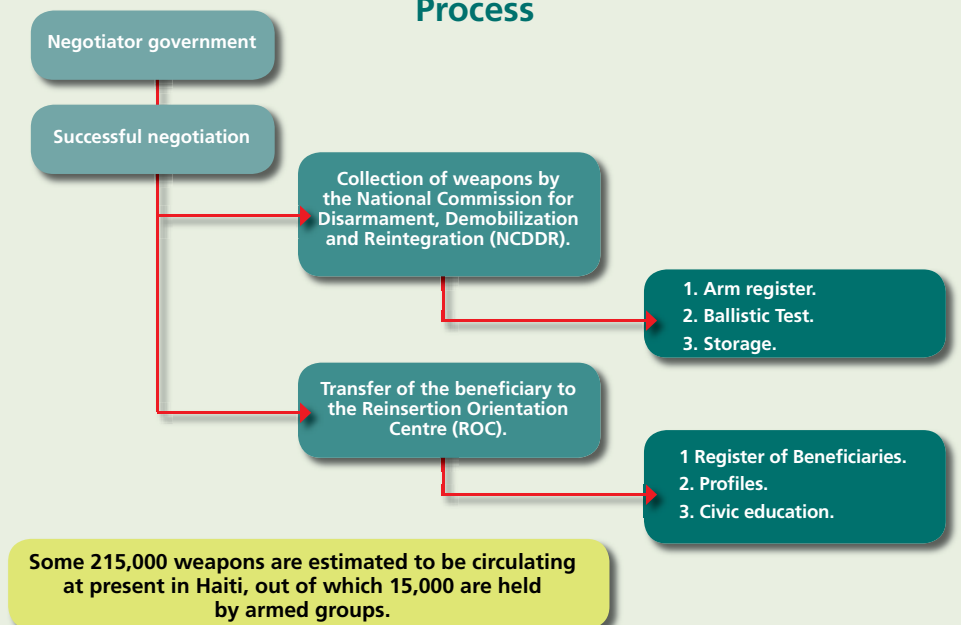 Process
Negotiator government
Successful negotiation
Collection of weapons by
the National Commission for
Disarmament, Demobilization
and Reintegration (NCDDR).
1. Arm register.
2. Ballistic Test.
3. Storage.
Transfer of the beneficiary to
the Reinsertion Orientation
Centre (ROC).
1 Register of Beneficiaries.
2. Profiles.
3. Civic education.
Some 215,000 weapons are estimated to be circulating
at present in Haiti, out of which 15,000 are held
by armed groups.